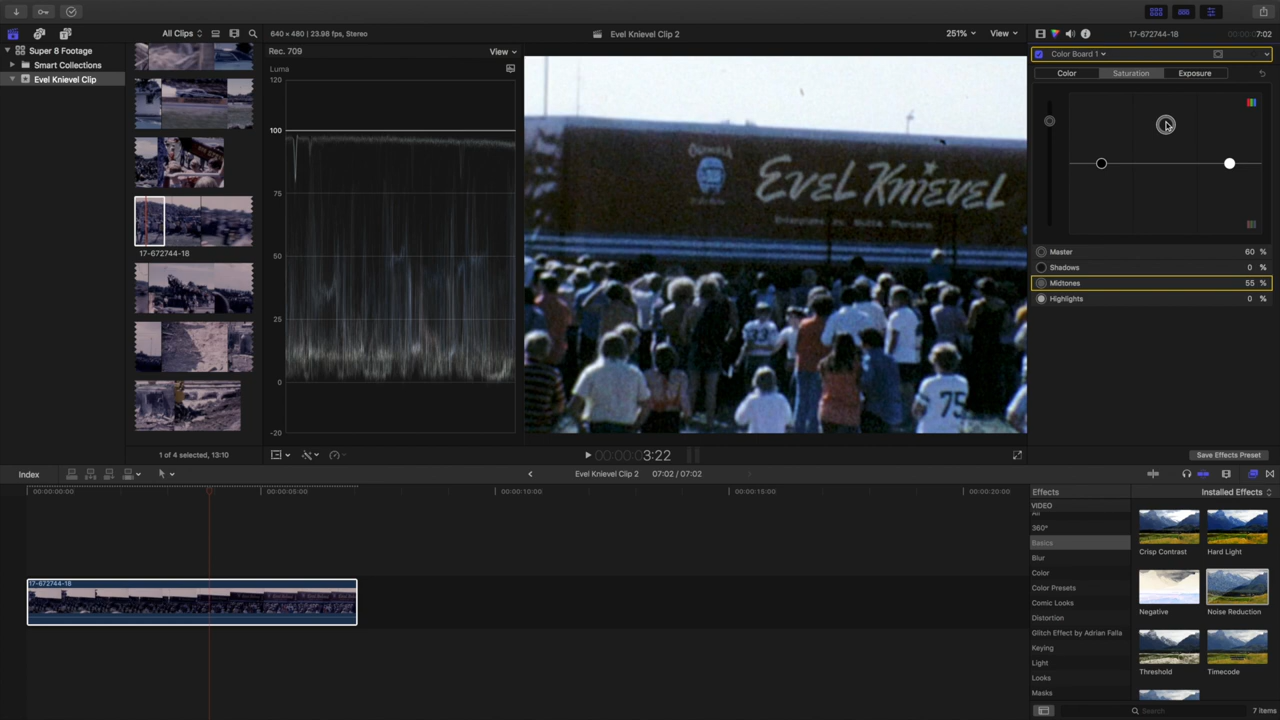 All Clips
640 × 480 | 23.98 fps, Stereo
Evel Knievel Clip 2
251%
View
17-672744-18
7:02
Super 8 Footage
Smart Collections
Evel Knievel Clip
Rec. 709
View
Luma
120
100
75
50
25
0
-20
OLYMPIA
EVEL KNIEVEL
75
Color Board 1
Color
Saturation
Exposure
Master
60 %
Shadows
0 %
Midtones
55 %
Highlights
0 %
17-672744-18
1 of 4 selected, 13:10
00:00:00:03:22
Save Effects Preset
Index
Evel Knievel Clip 2
07:02 / 07:02
00:00:00:00
00:00:05:00
00:00:10:00
00:00:15:00
00:00:20:00
17-672744-18
Effects
Installed Effects
VIDEO
All
360°
Basics
Blur
Color
Color Presets
Comic Looks
Distortion
Glitch Effect by Adrian Falla
Keying
Light
Looks
Masks
Crisp Contrast
Hard Light
Negative
Noise Reduction
Threshold
Timecode
Search
7 items